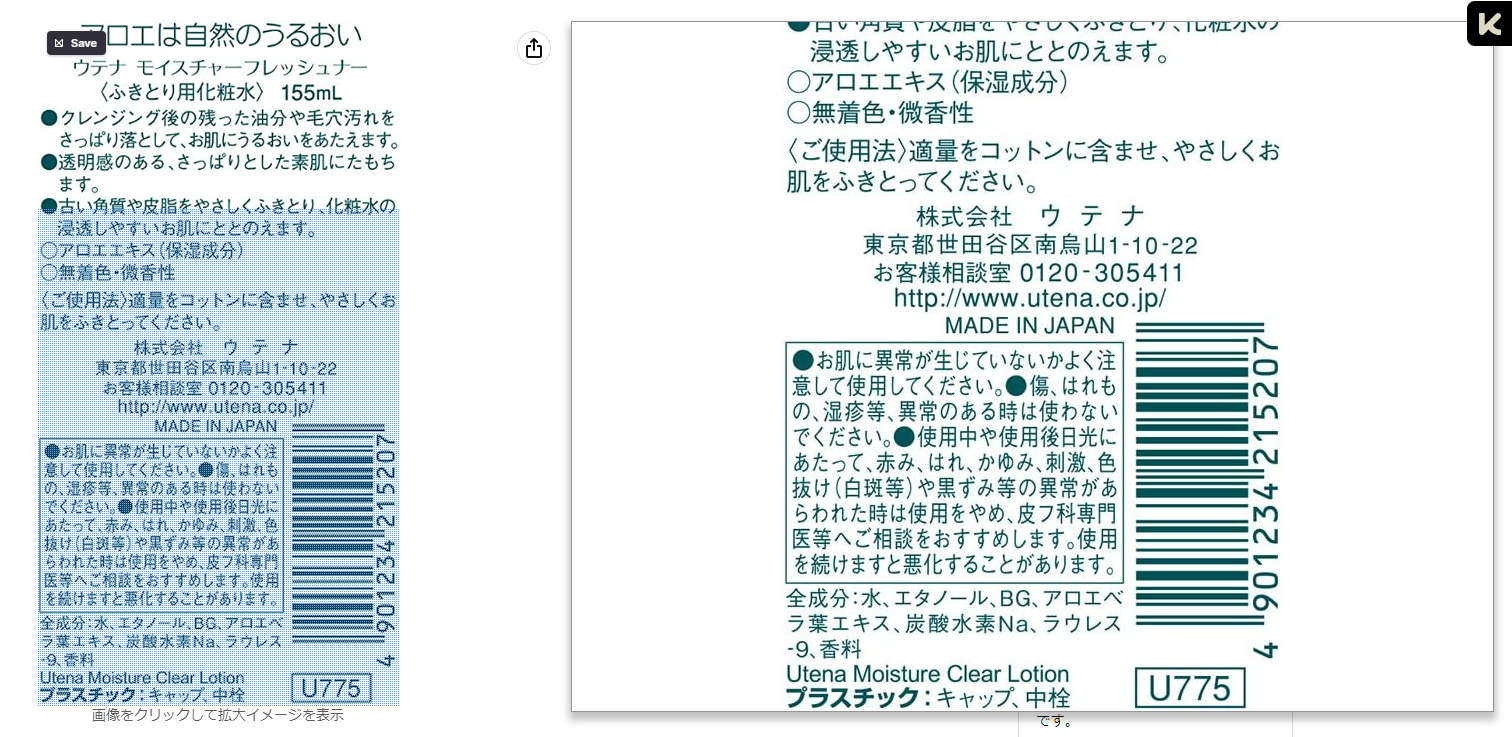 アロエは自然のうるおい
Save
ウテナ モイスチャーフレッシュナー
〈ふきとり用化粧水〉 155mL
●クレンジング後の残った油分や毛穴汚れを
さっぱり落として、お肌にうるおいをあたえます。
●透明感のある、さっぱりとした素肌にたもち
ます。
●古い角質や皮脂をやさしくふきとり、化粧水の
浸透しやすいお肌にととのえます。
○アロエエキス(保湿成分)
○無着色・微香性
〈ご使用法〉適量をコットンに含ませ、やさしくお
肌をふきとってください。
株式会社 ウ テ ナ
東京都世田谷区南烏山1-10-22
お客様相談室 0120-305411
http://www.utena.co.jp/
MADE IN JAPAN
●お肌に異常が生じていないかよく注
意して使用してください。●傷、はれも
の、湿疹等、異常のある時は使わない
でください。●使用中や使用後日光に
あたって、赤み、はれ、かゆみ、刺激、色
抜け(白斑等)や黒ずみ等の異常があ
らわれた時は使用をやめ、皮フ科専門
医等へご相談をおすすめします。使用
を続けますと悪化することがあります。
4 901234 215207
全成分:水、エタノール、BG、アロエベ
ラ葉エキス、炭酸水素Na、ラウレス
-9、香料
Utena Moisture Clear Lotion
プラスチック:キャップ、中栓
U775
画像をクリックして拡大イメージを表示
●古い角質や皮脂をやさしくふきとり、化粧水の
浸透しやすいお肌にととのえます。
○アロエエキス(保湿成分)
○無着色・微香性
〈ご使用法〉適量をコットンに含ませ、やさしくお
肌をふきとってください。
株式会社 ウ テ ナ
東京都世田谷区南烏山1-10-22
お客様相談室 0120-305411
http://www.utena.co.jp/
MADE IN JAPAN
●お肌に異常が生じていないかよく注
意して使用してください。●傷、はれも
の、湿疹等、異常のある時は使わない
でください。●使用中や使用後日光に
あたって、赤み、はれ、かゆみ、刺激、色
抜け(白斑等)や黒ずみ等の異常があ
らわれた時は使用をやめ、皮フ科専門
医等へご相談をおすすめします。使用
を続けますと悪化することがあります。
4 901234 215207
全成分:水、エタノール、BG、アロエベ
ラ葉エキス、炭酸水素Na、ラウレス
-9、香料
Utena Moisture Clear Lotion
プラスチック:キャップ、中栓
U775
です。
K